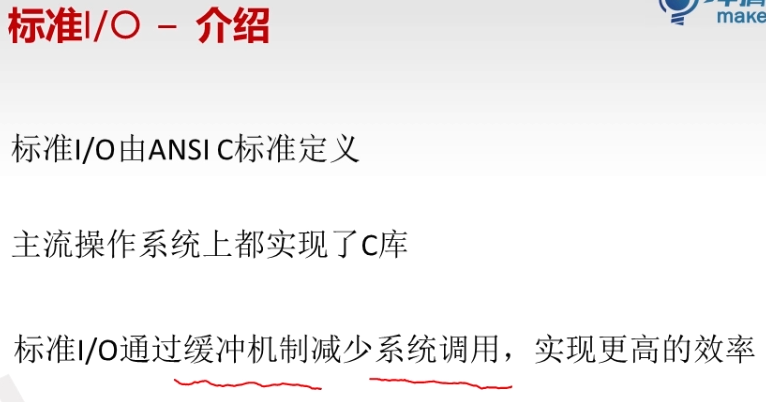 标准I/O – 介绍
make
标准I/O由ANSI C标准定义
主流操作系统上都实现了C库
标准I/O通过缓冲机制减少系统调用，实现更高的效率